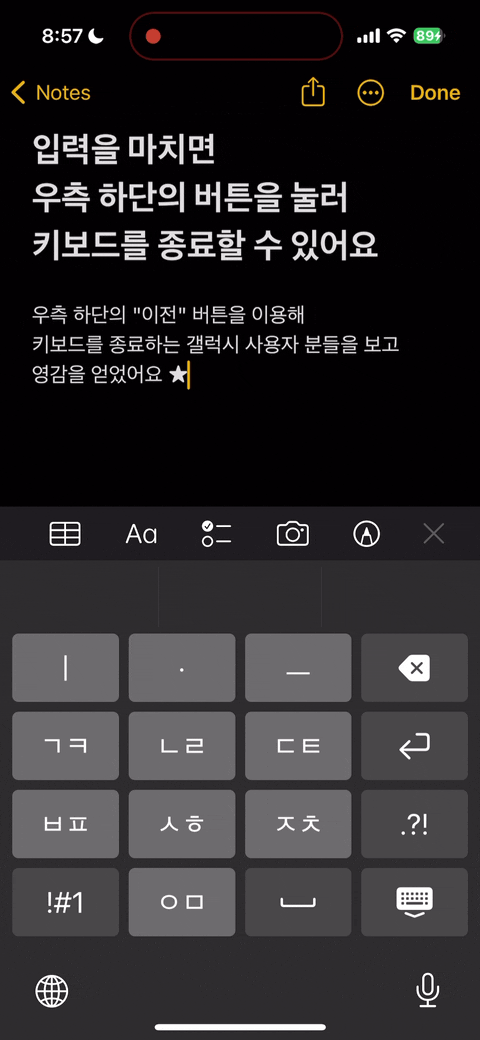 8:57
89
Notes
Done
입력을 마치면
우측 하단의 버튼을 눌러
키보드를 종료할 수 있어요
우측 하단의 "이전" 버튼을 이용해
키보드를 종료하는 갤럭시 사용자 분들을 보고
영감을 얻었어요 ★
Aa
ㅣ · ㅡ
ㄱㅋ ㄴㄹ ㄷㅌ
ㅂㅍ ㅅㅎ ㅈㅊ .?!
!#1 ㅇㅁ